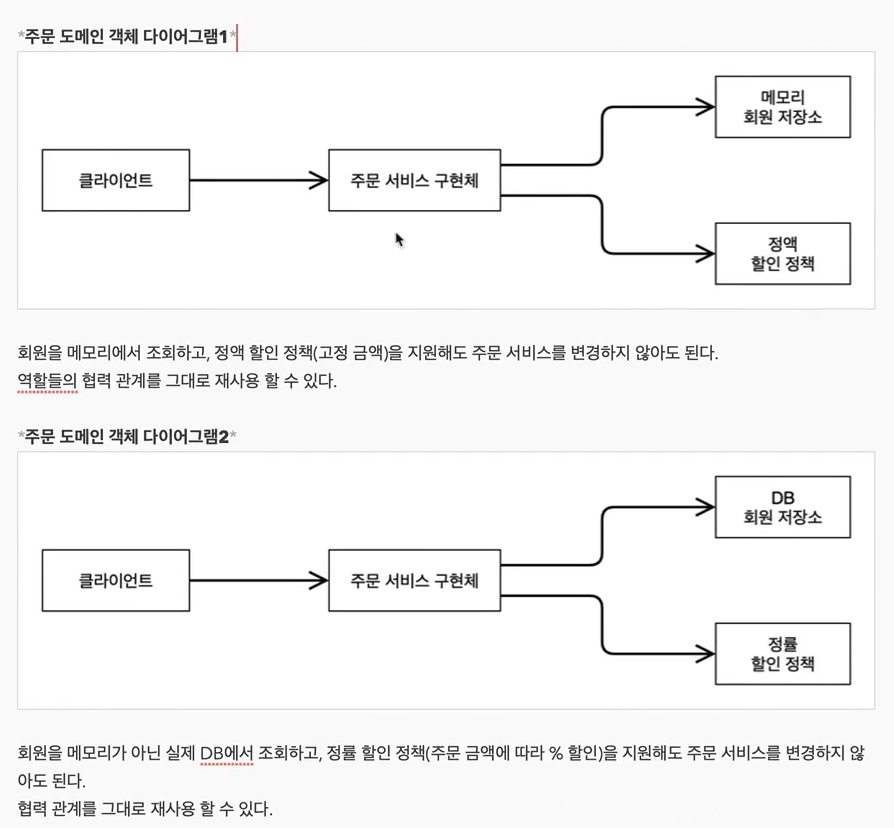 *주문 도메인 객체 다이어그램1*
메모리
회원 저장소
클라이언트
주문 서비스 구현체
정액
할인 정책
회원을 메모리에서 조회하고, 정액 할인 정책(고정 금액)을 지원해도 주문 서비스를 변경하지 않아도 된다.
역할들의 협력 관계를 그대로 재사용 할 수 있다.
*주문 도메인 객체 다이어그램2*
DB
회원 저장소
클라이언트
주문 서비스 구현체
정률
할인 정책
회원을 메모리가 아닌 실제 DB에서 조회하고, 정률 할인 정책(주문 금액에 따라 % 할인)을 지원해도 주문 서비스를 변경하지 않
아도 된다.
협력 관계를 그대로 재사용 할 수 있다.